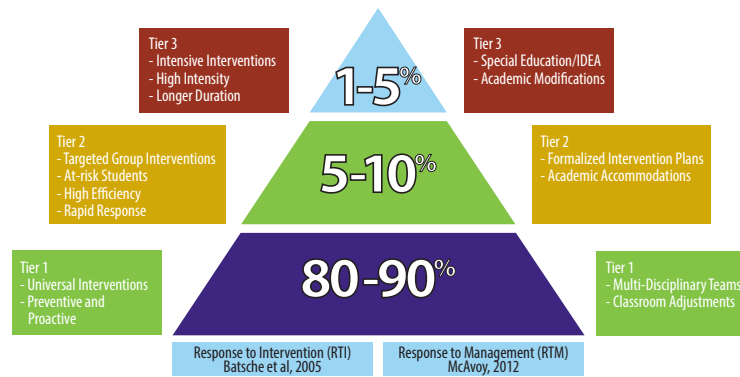 Tier 3
- Intensive Interventions
- High Intensity
- Longer Duration
1-5%
Tier 3
- Special Education/IDEA
- Academic Modifications
Tier 2
- Targeted Group Interventions
- At-risk Students
- High Efficiency
- Rapid Response
5-10%
Tier 2
- Formalized Intervention Plans
- Academic Accommodations
Tier 1
- Universal Interventions
- Preventive and
Proactive
80-90%
Tier 1
- Multi-Disciplinary Teams
- Classroom Adjustments
Response to Intervention (RTI)
Batsche et al, 2005
Response to Management (RTM)
McAvoy, 2012